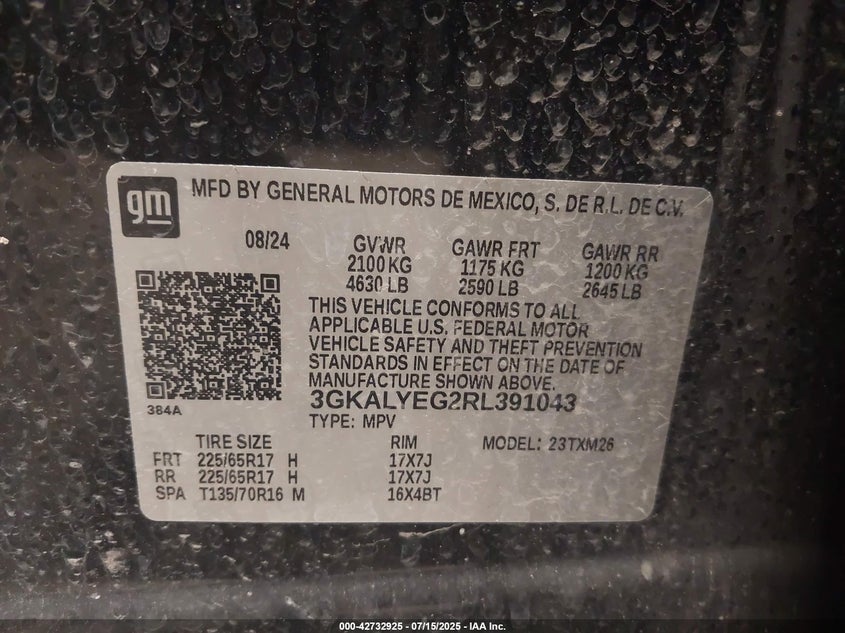 gm
MFD BY GENERAL MOTORS DE MEXICO, S. DE R.L. DE C.V.
08/24 GVWR GAWR FRT GAWR RR
2100 KG 1175 KG 1200 KG
4630 LB 2590 LB 2645 LB
THIS VEHICLE CONFORMS TO ALL
APPLICABLE U.S. FEDERAL MOTOR
VEHICLE SAFETY AND THEFT PREVENTION
STANDARDS IN EFFECT ON THE DATE OF
MANUFACTURE SHOWN ABOVE.
384A
3GKALYEG2RL391043
TYPE: MPV
TIRE SIZE RIM MODEL: 23TXM26
FRT 225/65R17 H 17X7J
RR 225/65R17 H 17X7J
SPA T135/70R16 M 16X4BT
000-42732925 - 07/15/2025 - IAA Inc.